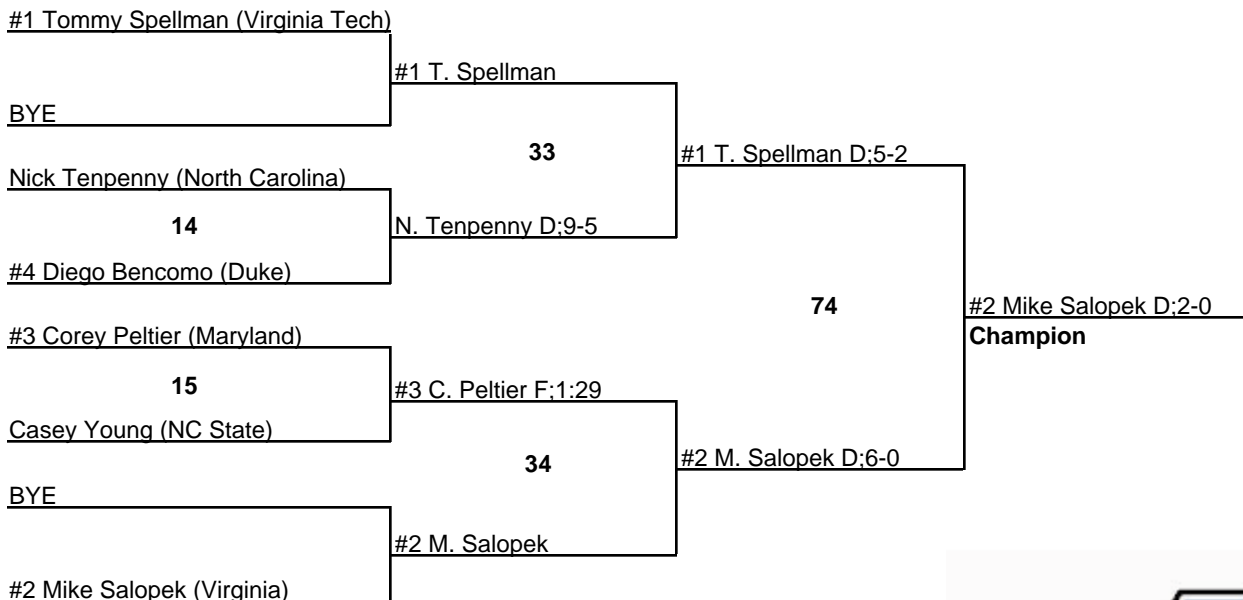 #1 Tommy Spellman (Virginia Tech)
#1 T. Spellman
BYE
33
#1 T. Spellman D;5-2
Nick Tenpenny (North Carolina)
14
N. Tenpenny D;9-5
#4 Diego Bencomo (Duke)
74
#2 Mike Salopek D;2-0
Champion
#3 Corey Peltier (Maryland)
15
#3 C. Peltier F;1:29
Casey Young (NC State)
34
#2 M. Salopek D;6-0
BYE
#2 M. Salopek
#2 Mike Salopek (Virginia)